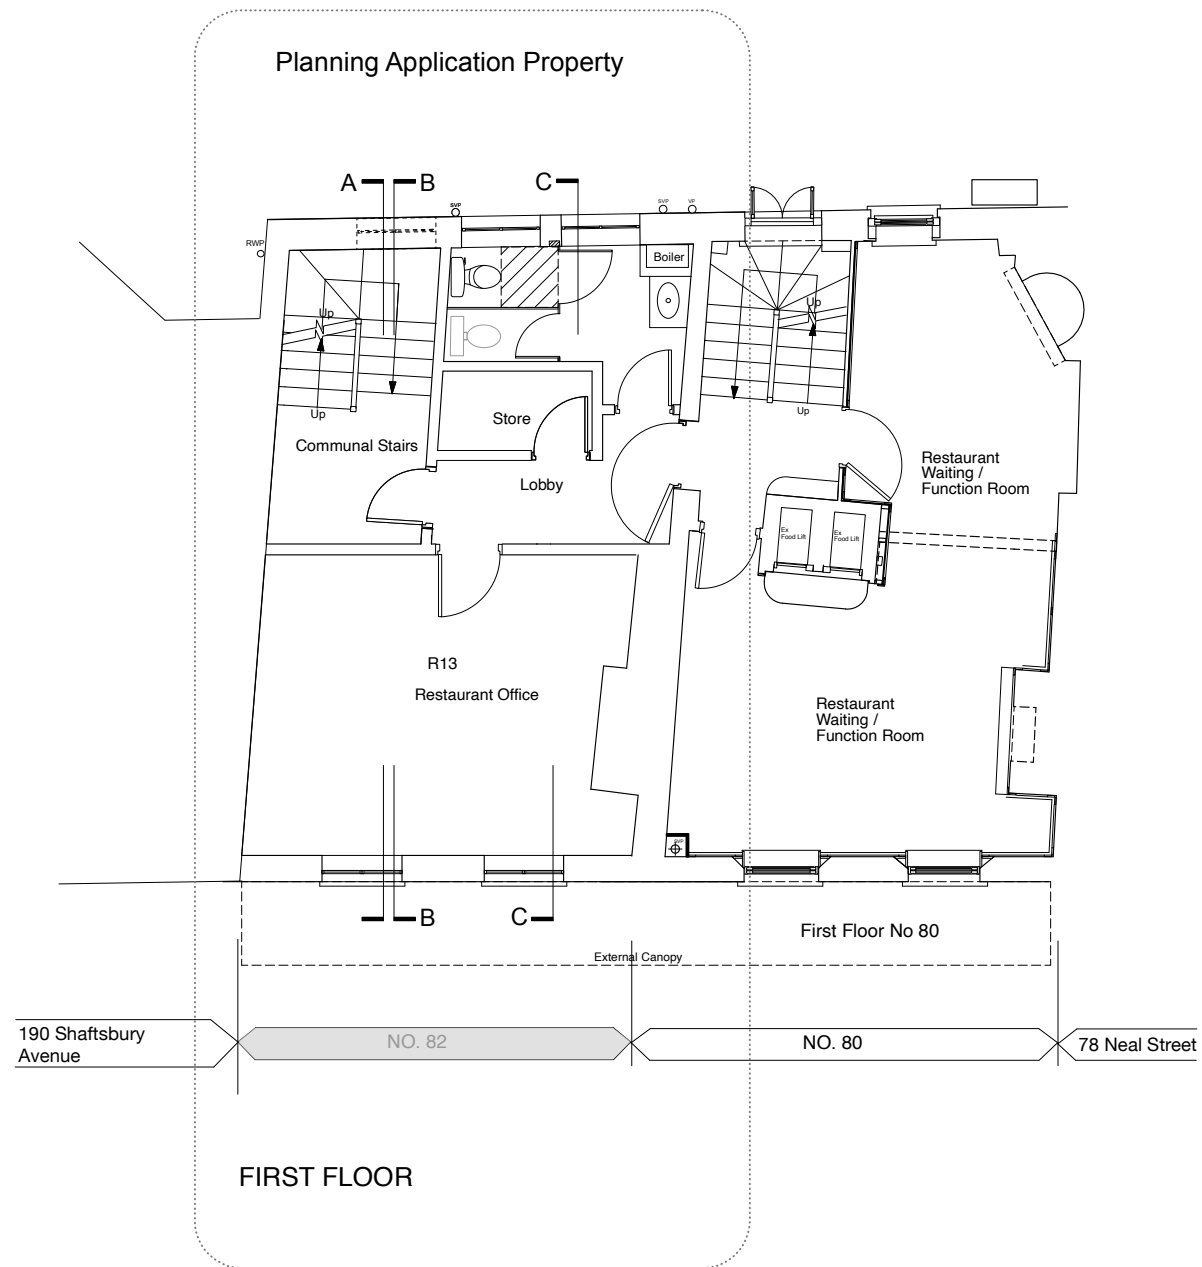 Planning Application Property
A
B
C
SVP
SVP
VP
RWP
Boiler
Up
Up
Up
Up
Store
Communal Stairs
Lobby
Restaurant
Waiting /
Function Room
Ex
Food Lift
Ex
Food Lift
R13
Restaurant Office
Restaurant
Waiting /
Function Room
SVP
B
C
First Floor No 80
External Canopy
190 Shaftsbury
Avenue
NO. 82
NO. 80
78 Neal Street
FIRST FLOOR